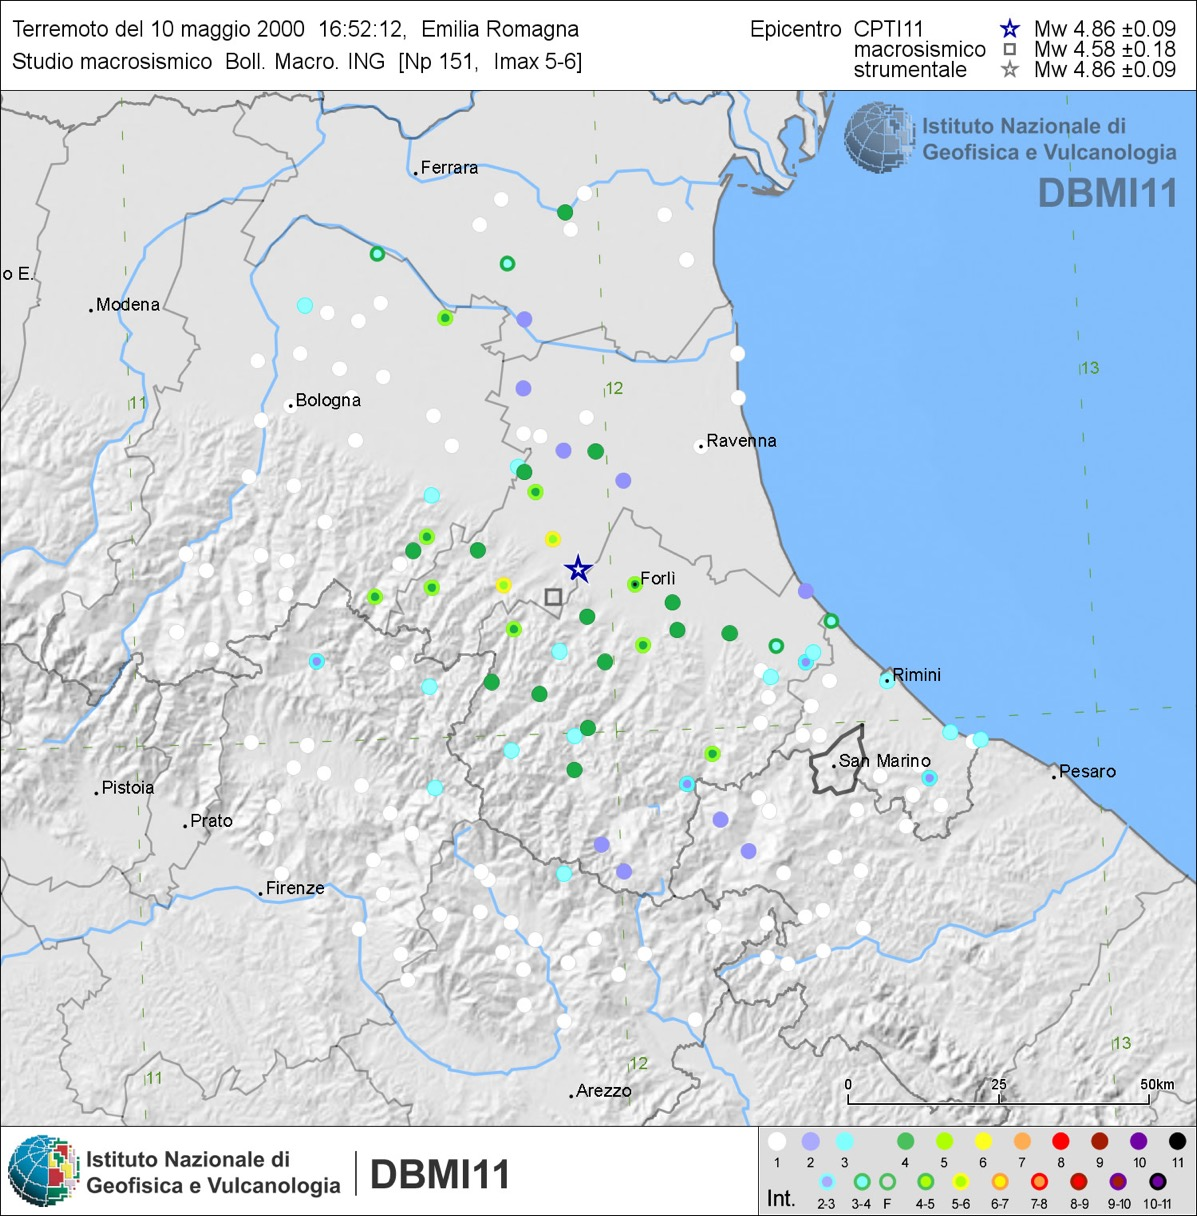 Terremoto del 10 maggio 2000 16:52:12, Emilia Romagna
Studio macrosismico Boll. Macro. ING [Np 151, Imax 5-6]
Epicentro CPTI11 Mw 4.86 ±0.09
macrosismico Mw 4.58 ±0.18
strumentale Mw 4.86 ±0.09
Istituto Nazionale di
Geofisica e Vulcanologia
DBMI11
Ferrara
o E.
Modena
13
12
11
Bologna
Ravenna
Forlì
Rimini
San Marino
Pesaro
Pistoia
Prato
Firenze
13
12
11
Arezzo
0 25 50km
Istituto Nazionale di
Geofisica e Vulcanologia
DBMI11
1 2 3 4 5 6 7 8 9 10 11
Int. 2-3 3-4 F 4-5 5-6 6-7 7-8 8-9 9-10 10-11